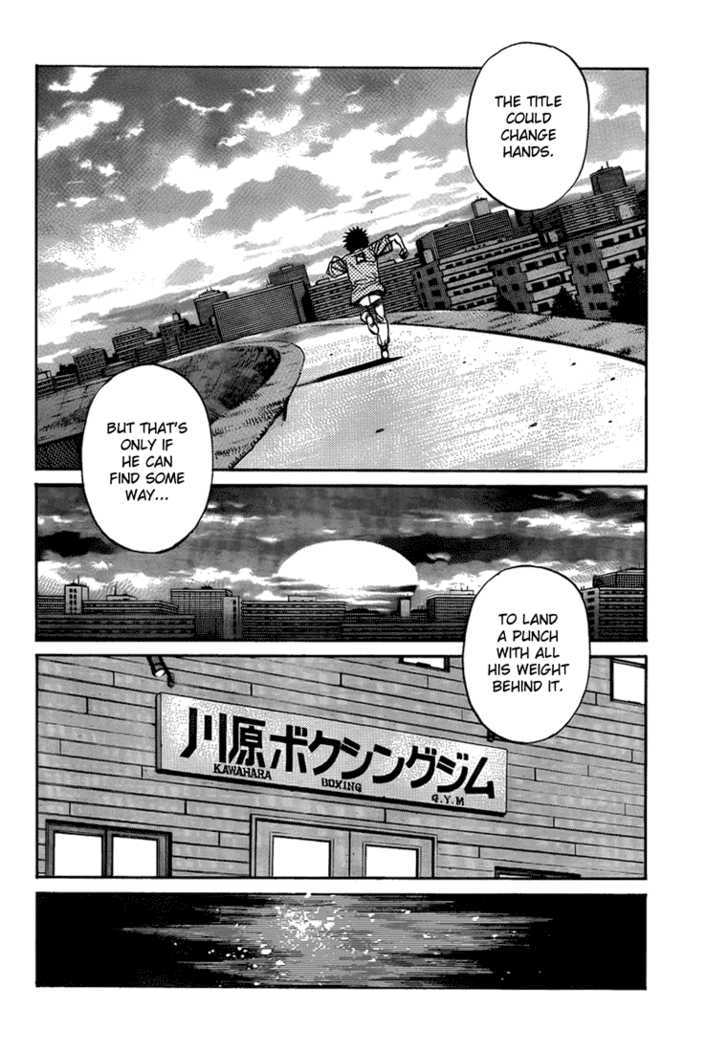 THE TITLE
COULD
CHANGE
HANDS.
BUT THAT'S
ONLY IF
HE CAN
FIND SOME
WAY...
TO LAND
A PUNCH
WITH ALL
HIS WEIGHT
BEHIND IT.
川原ボクシングジム
KAWAHARA BOXING G.Y.M